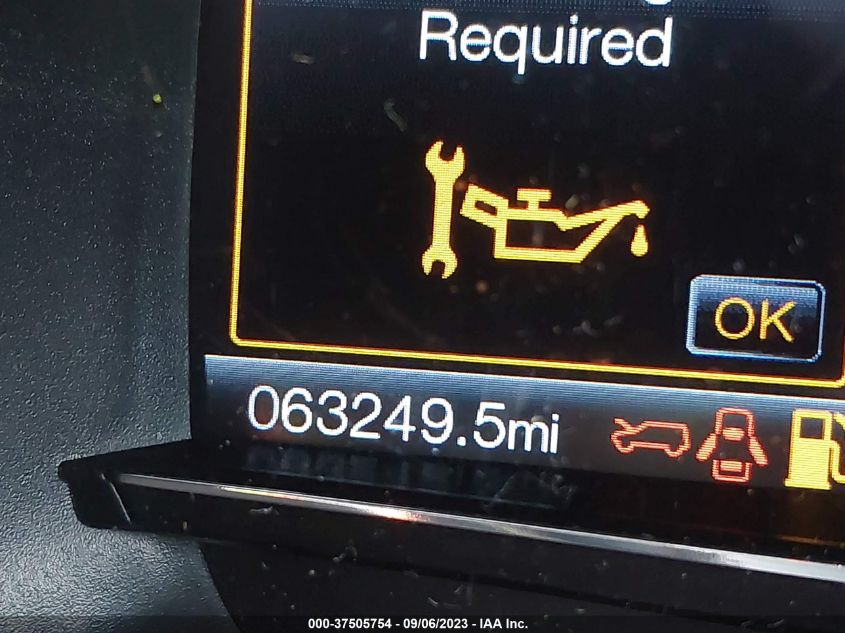 Required
OK
063249.5mi
000-37505754 - 09/06/2023 - IAA Inc.